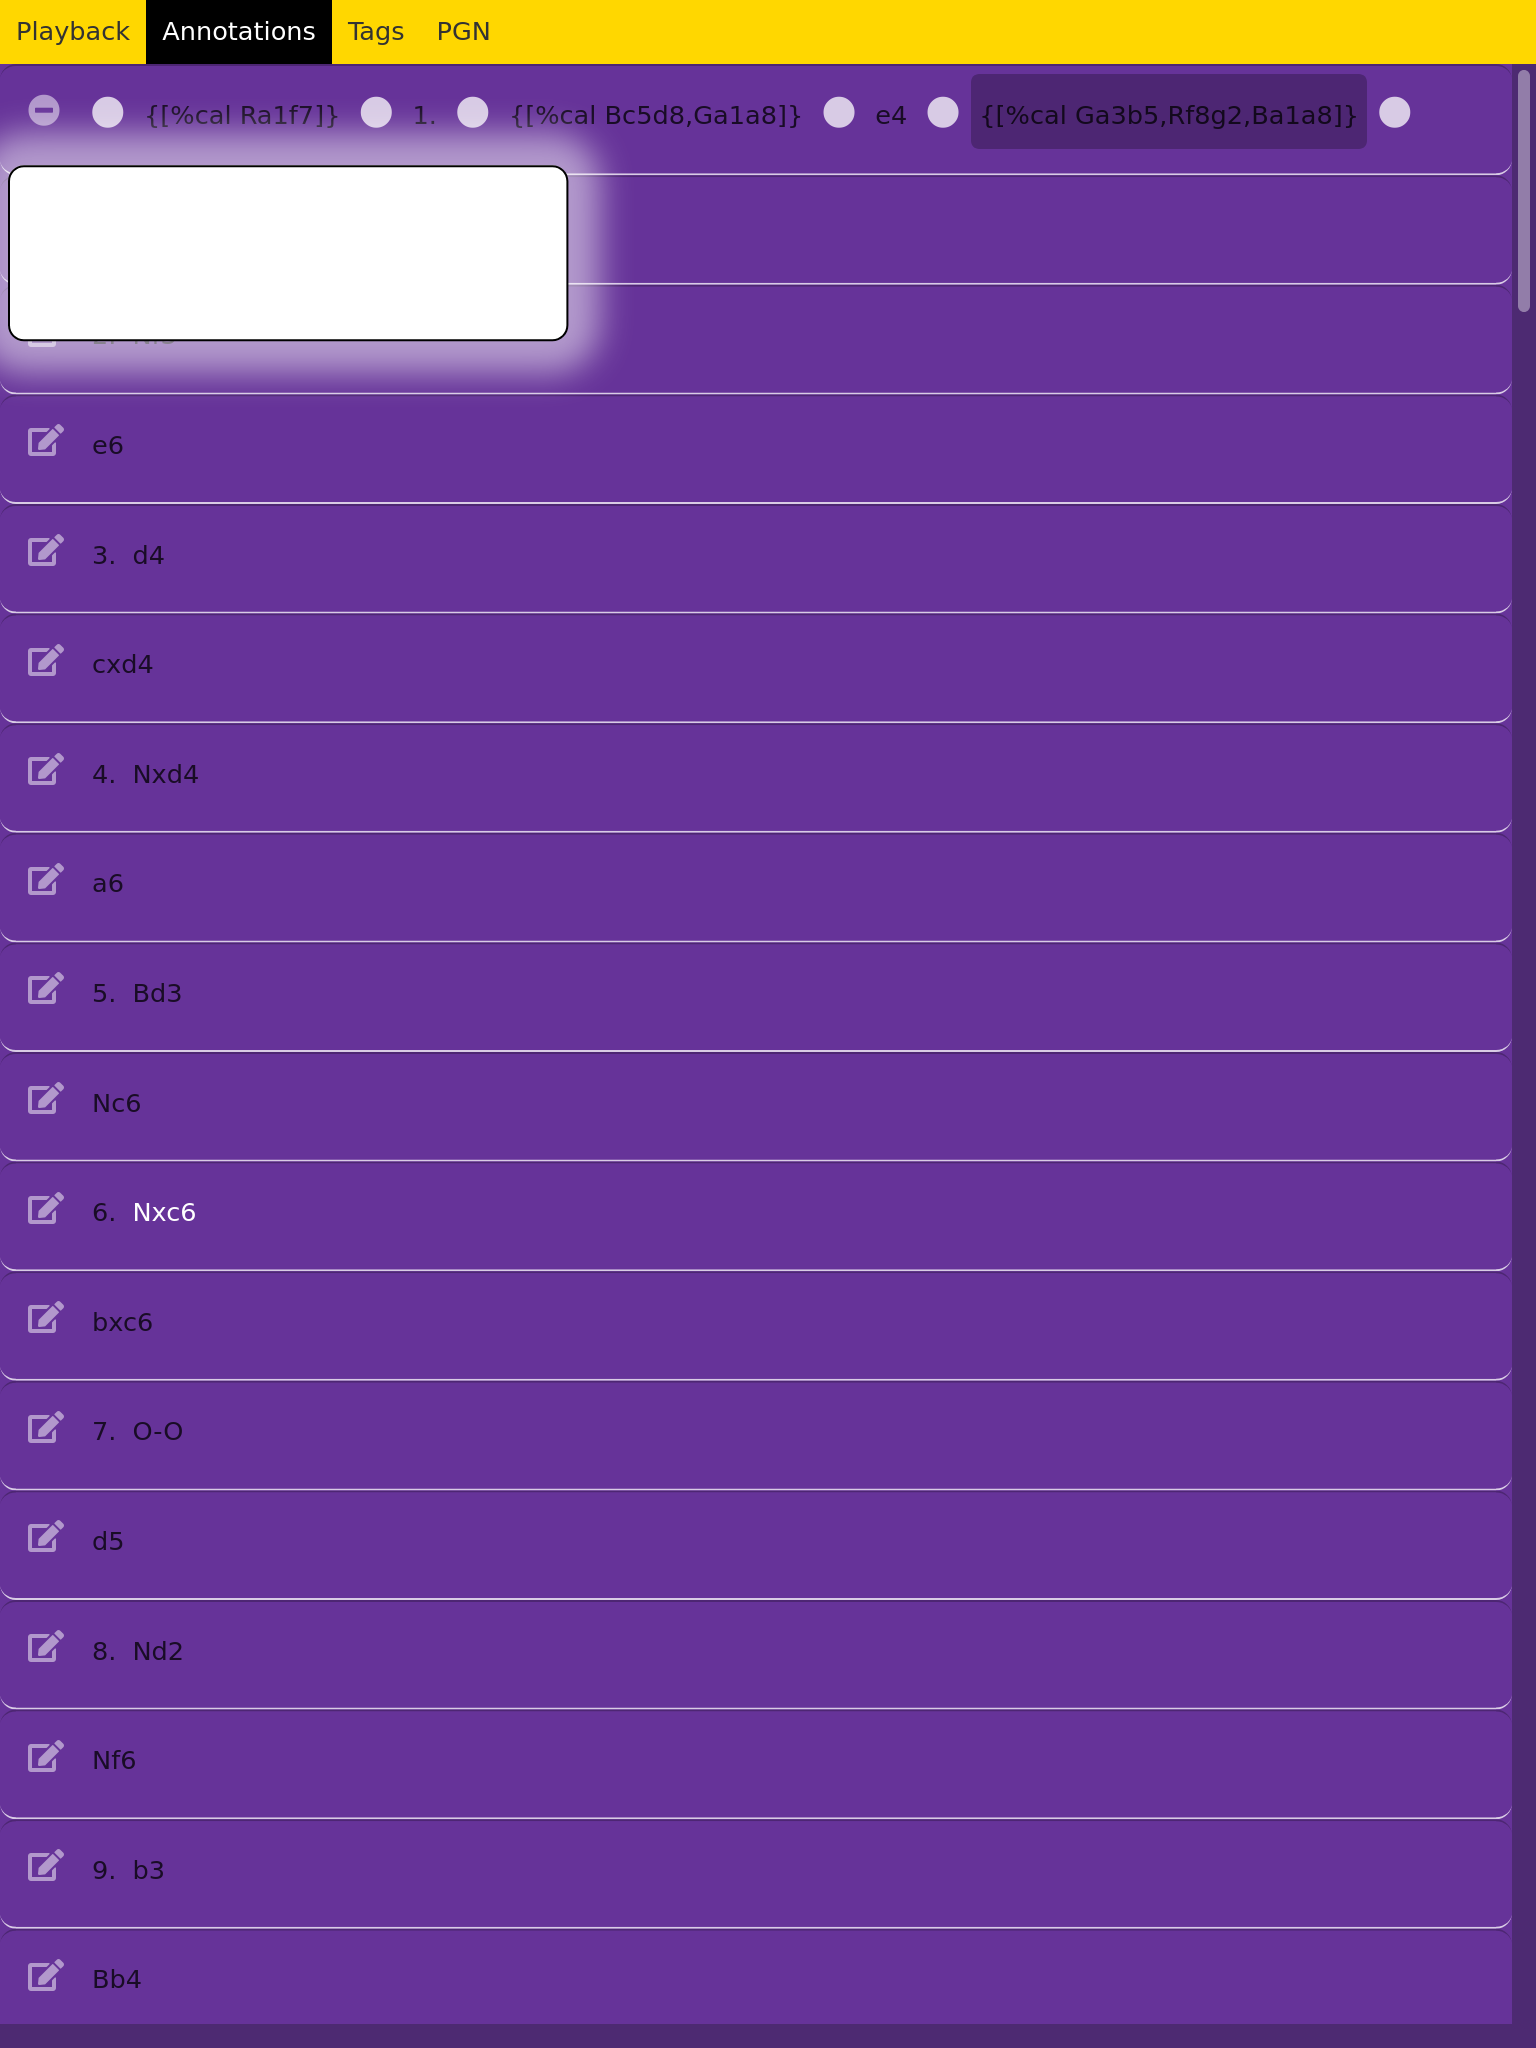 Playback Annotations Tags PGN
{[%cal Ra1f7]} 1. {[%cal Bc5d8,Ga1a8]} e4 {[%cal Ga3b5,Rf8g2,Ba1a8]}
e6
3. d4
cxd4
4. Nxd4
a6
5. Bd3
Nc6
6. Nxc6
bxc6
7. O-O
d5
8. Nd2
Nf6
9. b3
Bb4